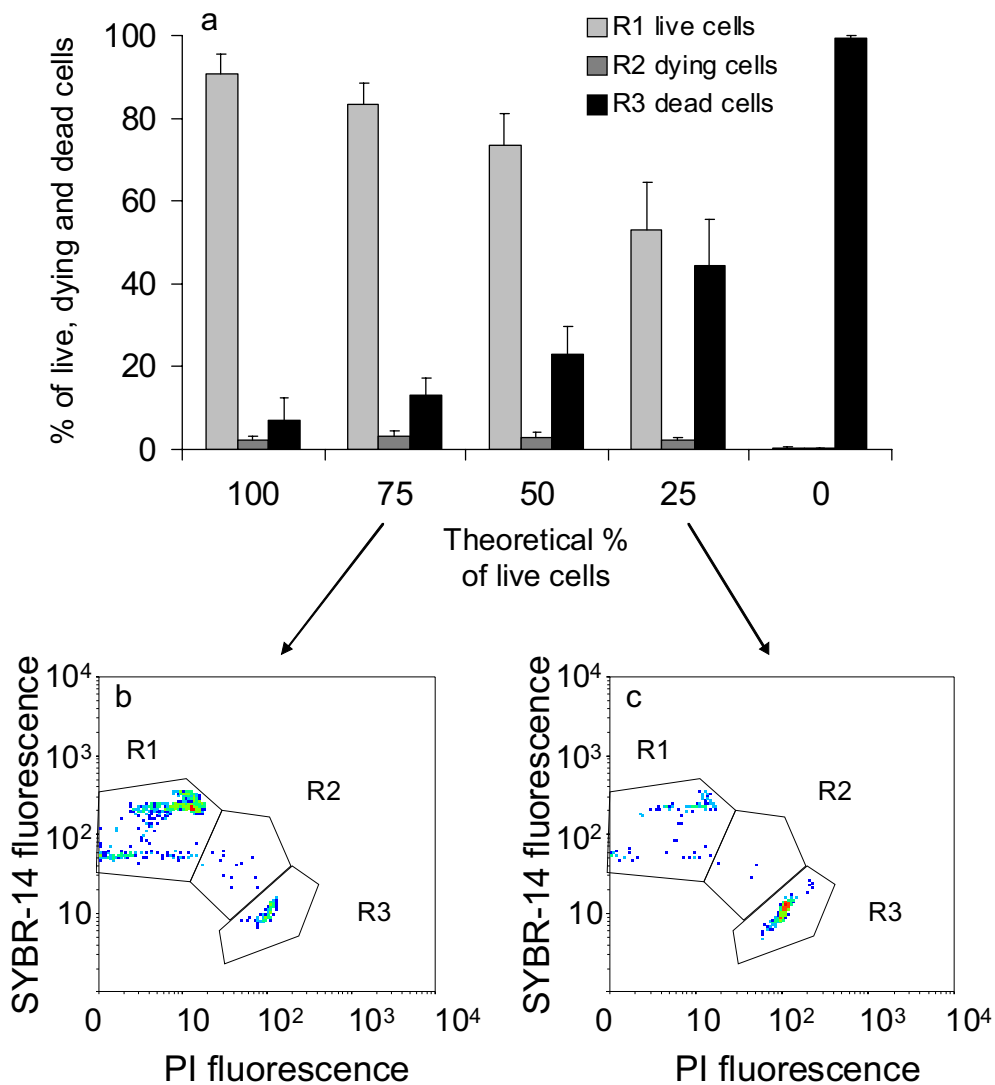 a
R1 live cells
R2 dying cells
R3 dead cells
% of live, dying and dead cells
100
80
60
40
20
0
100 75 50 25 0
Theoretical %
of live cells
b
SYBR-14 fluorescence
10^4
10^3
10^2
10
R1
R2
R3
0 10 10^2 10^3 10^4
PI fluorescence
c
SYBR-14 fluorescence
10^4
10^3
10^2
10
R1
R2
R3
0 10 10^2 10^3 10^4
PI fluorescence